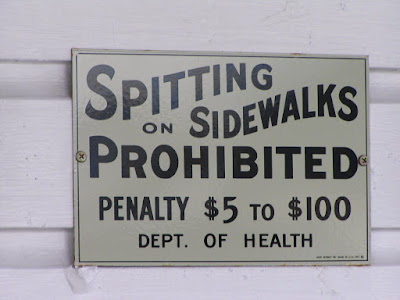 SPITTING
ON SIDEWALKS
PROHIBITED
PENALTY $5 TO $100
DEPT. OF HEALTH